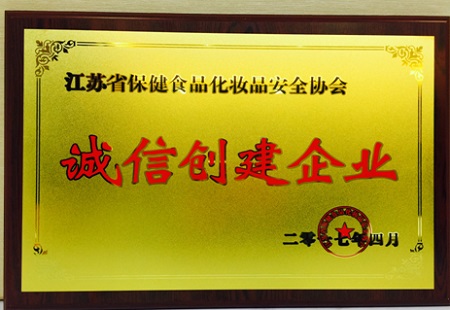 江苏省保健食品化妆品安全协会
诚信创建企业
二零一七年四月